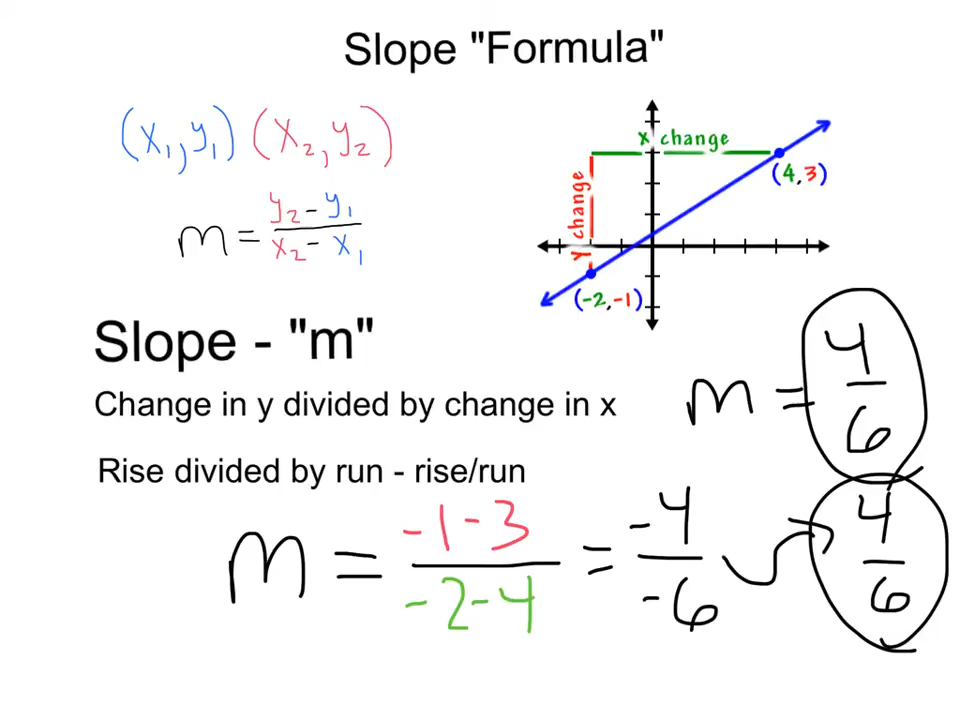 Slope "Formula"
(x₁, y₁) (x₂, y₂)
m = (y₂ - y₁)/(x₂ - x₁)
x change
Y change
(4,3)
(-2,-1)
Slope - "m"
Change in y divided by change in x
m = 4/6
Rise divided by run - rise/run
m = (-1-3)/(-2-4) = -4/-6 4/6